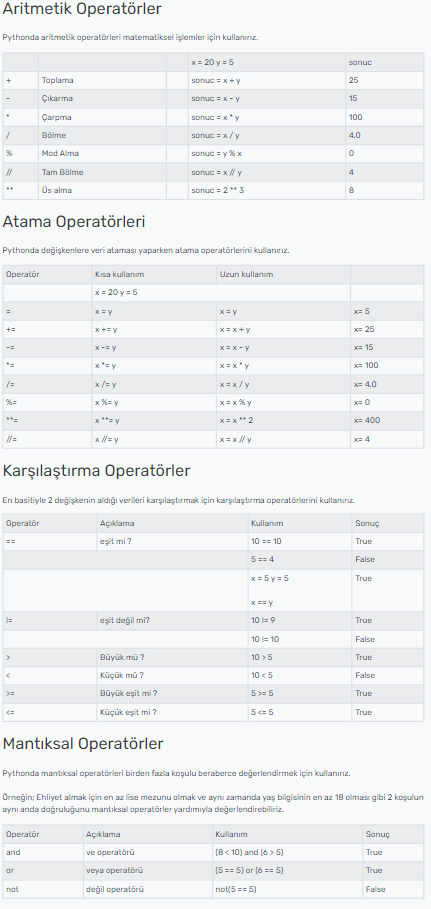 Aritmetik Operatörler
Pythonda aritmetik operatörleri matematiksel işlemler için kullanırız.
x = 20 y = 5 sonuc
+ Toplama sonuc = x + y 25
- Çıkarma sonuc = x - y 15
* Çarpma sonuc = x * y 100
/ Bölme sonuc = x / y 4.0
% Mod Alma sonuc = y % x 0
// Tam Bölme sonuc = x // y 4
** Üs alma sonuc = 2 ** 3 8
Atama Operatörleri
Pythonda değişkenlere veri ataması yaparken atama operatörlerini kullanırız.
Operatör Kısa kullanım Uzun kullanım
x = 20 y = 5
= x = y x = y x= 5
+= x += y x = x + y x= 25
-= x -= y x = x - y x= 15
*= x *= y x = x * y x= 100
/= x /= y x = x / y x= 4.0
%= x %= y x = x % y x= 0
**= x **= y x = x ** 2 x= 400
//= x //= y x = x // y x= 4
Karşılaştırma Operatörler
En basitiyle 2 değişkenin aldığı verileri karşılaştırmak için karşılaştırma operatörlerini kullanırız.
Operatör Açıklama Kullanım Sonuç
== eşit mi ? 10 == 10 True
5 == 4 False
x = 5 y = 5 True
x == y
!= eşit değil mi? 10 != 9 True
10 != 10 False
> Büyük mü ? 10 > 5 True
< Küçük mü ? 10 < 5 False
>= Büyük eşit mi ? 5 >= 5 True
<= Küçük eşit mi ? 5 <= 5 True
Mantıksal Operatörler
Pythonda mantıksal operatörleri birden fazla koşulu beraberce değerlendirmek için kullanırız.
Örneğin; Ehliyet almak için en az lise mezunu olmak ve aynı zamanda yaş bilgisinin en az 18 olması gibi 2 koşulun
aynı anda doğruluğunu mantıksal operatörler yardımıyla değerlendirebiliriz.
Operatör Açıklama Kullanım Sonuç
and ve operatörü (8 < 10) and (6 > 5) True
or veya operatörü (5 == 5) or (6 == 5) True
not değil operatörü not(5 == 5) False